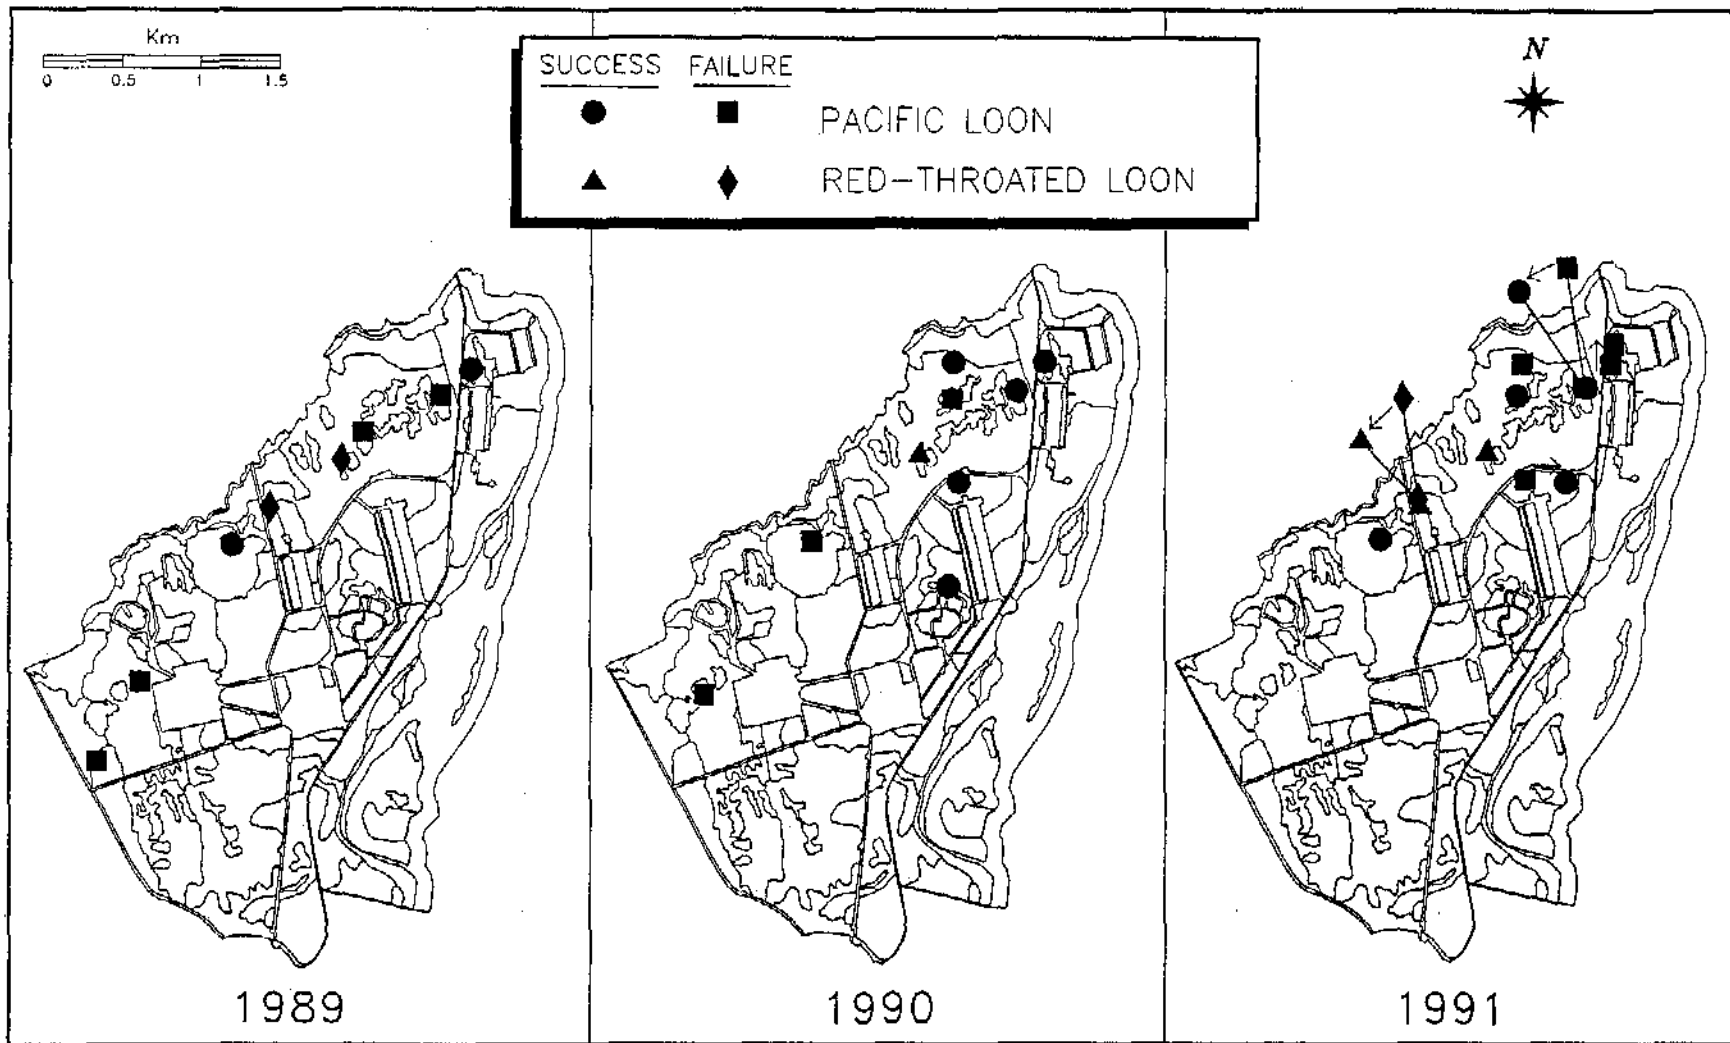 Km
0 0.5 1 1.5
SUCCESS FAILURE
PACIFIC LOON
RED-THROATED LOON
N
1989
1990
1991